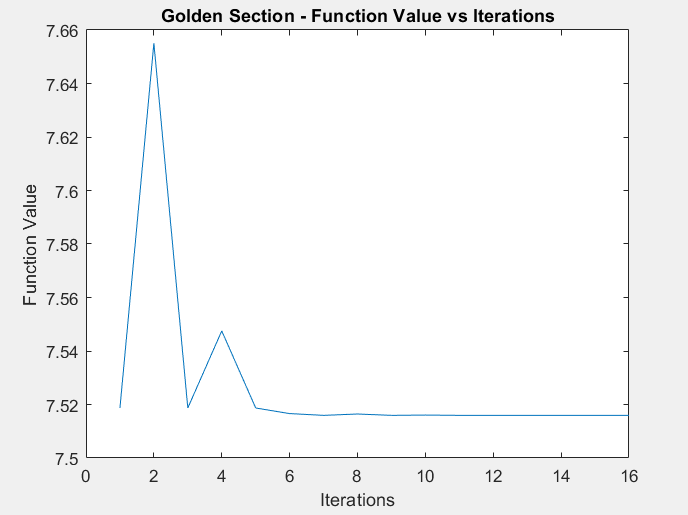 Golden Section - Function Value vs Iterations
7.66
7.64
7.62
7.6
7.58
7.56
7.54
7.52
7.5
Function Value
0 2 4 6 8 10 12 14 16
Iterations